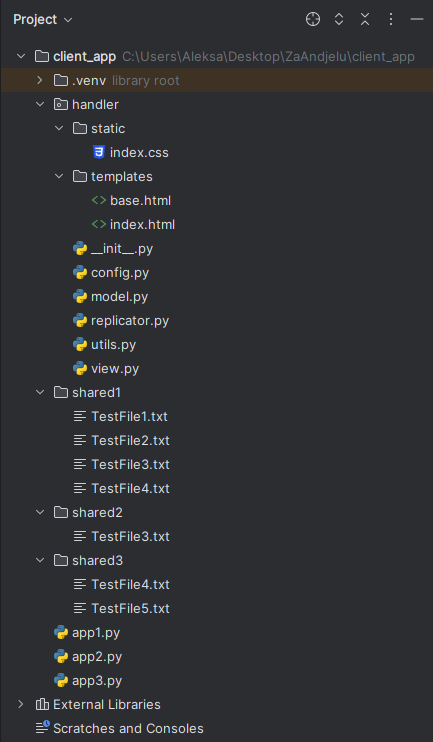 Project
client_app C:\Users\Aleksa\Desktop\ZaAndjelu\client_app
.venv library root
handler
static
index.css
templates
base.html
index.html
__init__.py
config.py
model.py
replicator.py
utils.py
view.py
shared1
TestFile1.txt
TestFile2.txt
TestFile3.txt
TestFile4.txt
shared2
TestFile3.txt
shared3
TestFile4.txt
TestFile5.txt
app1.py
app2.py
app3.py
External Libraries
Scratches and Consoles